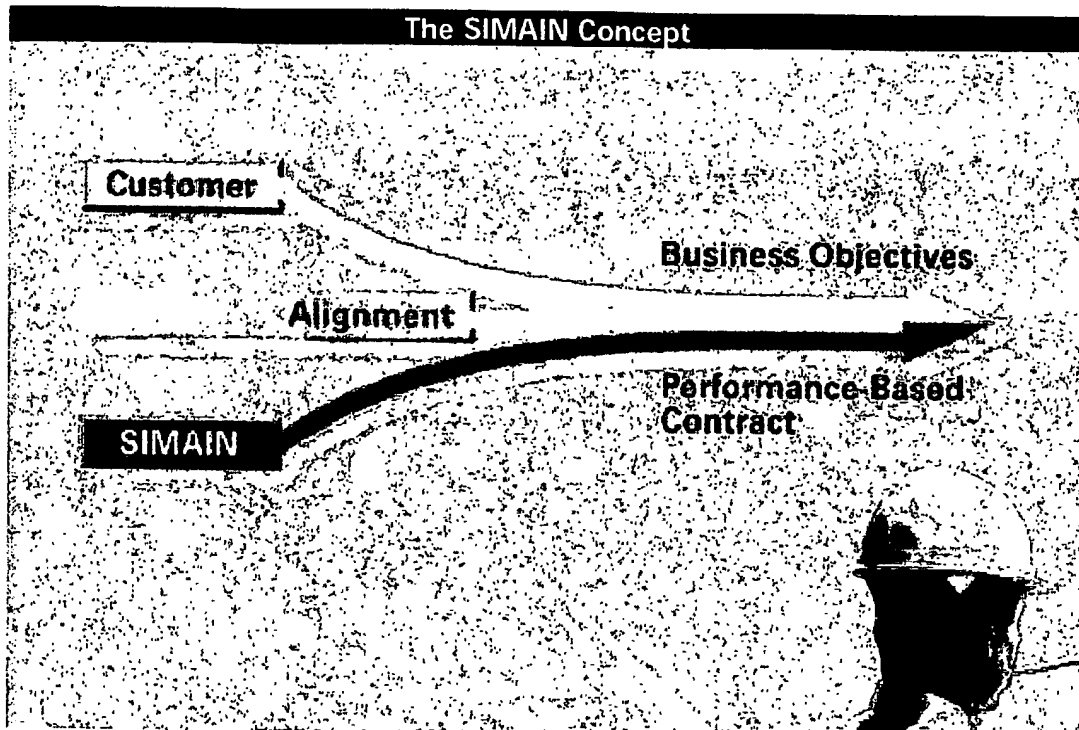 The SIMAIN Concept
Customer
Business Objectives
Alignment
Performance-Based
Contract
SIMAIN